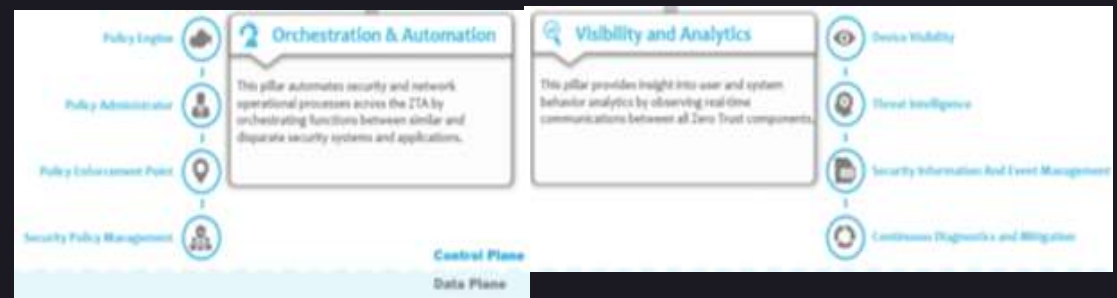 Policy Engine
Policy Administrator
Policy Enforcement Point
Security Policy Management
Orchestration & Automation
This pillar automates security and network
operational processes across the ZTA by
orchestrating functions between similar and
disparate security systems and applications.
Control Plane
Data Plane
Visibility and Analytics
This pillar provides insight into user and system
behavior analytics by observing real-time
communications between all Zero Trust components.
Device Visibility
Threat Intelligence
Security Information And Event Management
Continuous Diagnostics and Mitigation